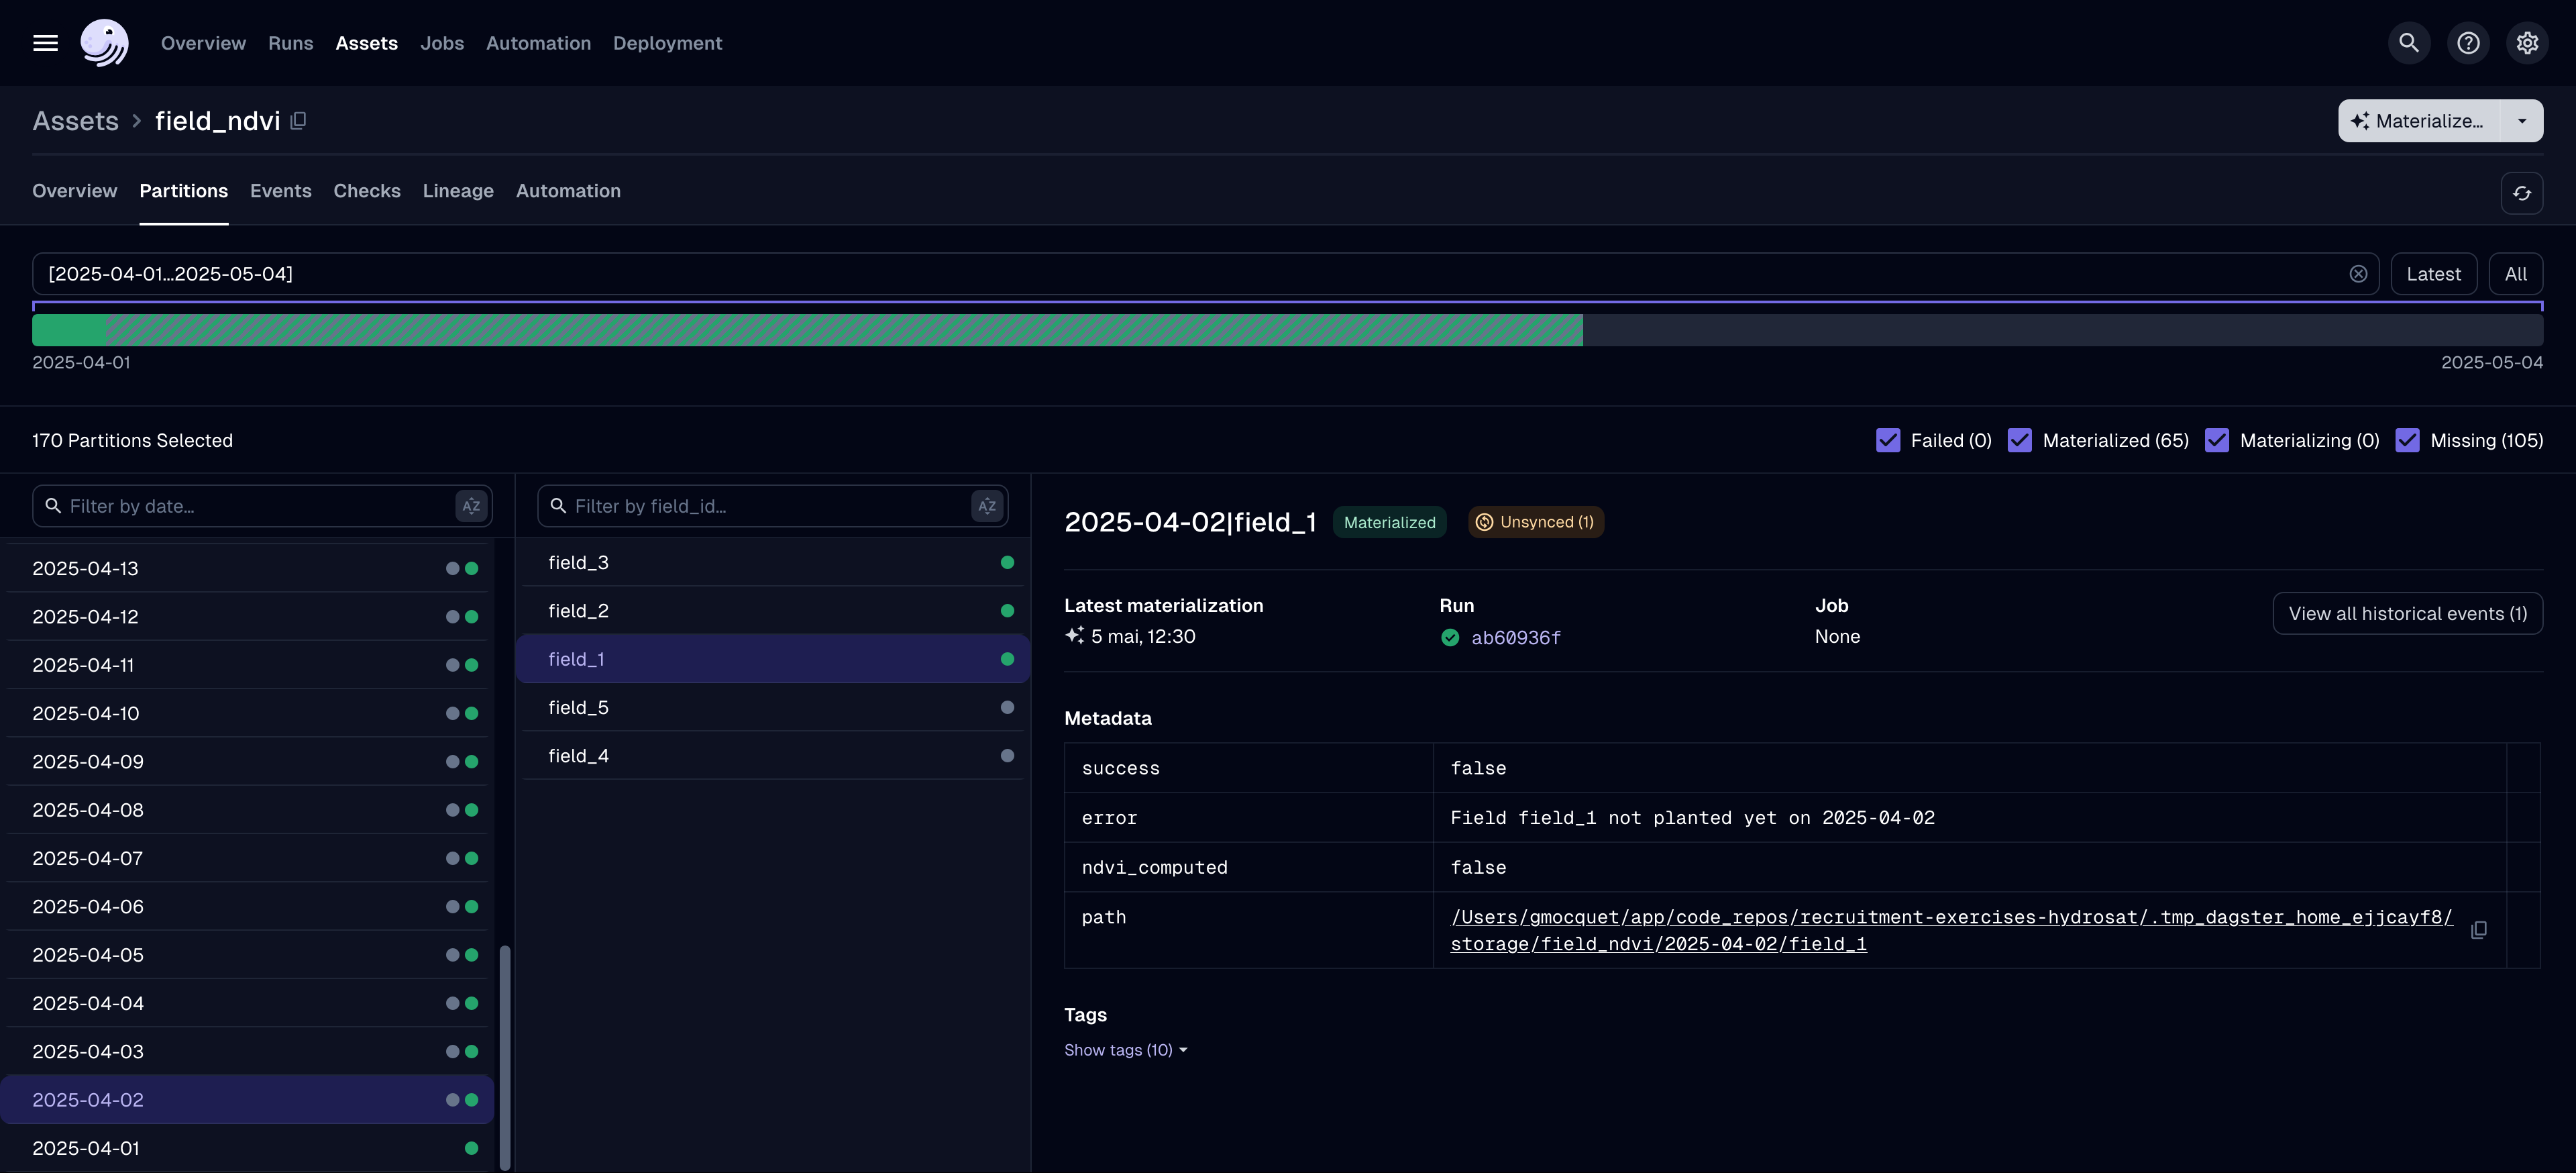 Overview Runs Assets Jobs Automation Deployment
Assets > field_ndvi
Materialize...
Overview Partitions Events Checks Lineage Automation
[2025-04-01...2025-05-04]
Latest
All
2025-04-01
2025-05-04
170 Partitions Selected
Failed (0)
Materialized (65)
Materializing (0)
Missing (105)
Filter by date...
AZ
2025-04-13
2025-04-12
2025-04-11
2025-04-10
2025-04-09
2025-04-08
2025-04-07
2025-04-06
2025-04-05
2025-04-04
2025-04-03
2025-04-02
2025-04-01
Filter by field_id...
AZ
field_3
field_2
field_1
field_5
field_4
2025-04-02|field_1
Materialized
Unsynced (1)
Latest materialization
5 mai, 12:30
Run
ab60936f
Job
None
View all historical events (1)
Metadata
success false
error Field field_1 not planted yet on 2025-04-02
ndvi_computed false
path /Users/gmocquet/app/code_repos/recruitment-exercises-hydrosat/.tmp_dagster_home_ejjcayf8/
storage/field_ndvi/2025-04-02/field_1
Tags
Show tags (10)